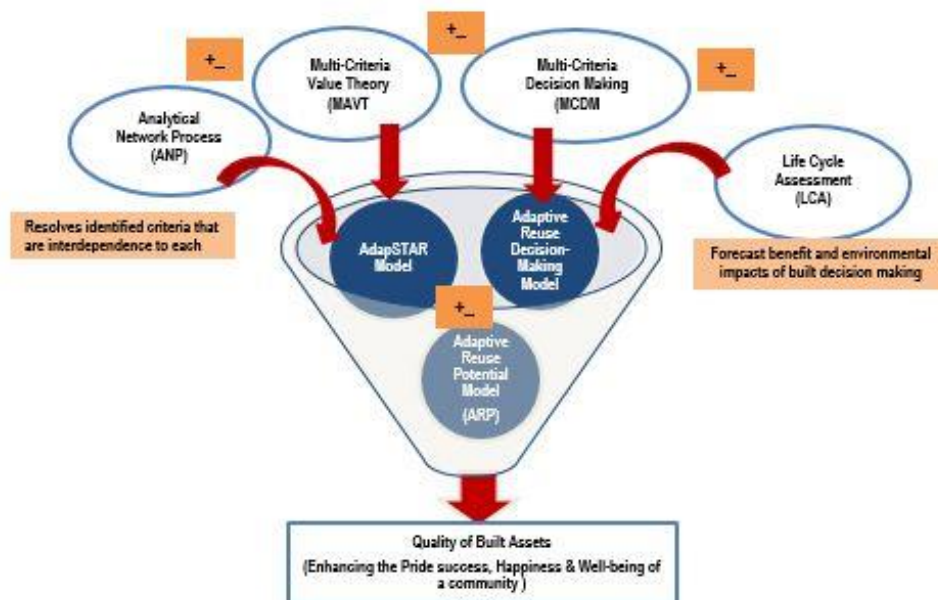 +_
+_
+_
Multi-Criteria
Value Theory
(MAVT
Multi-Criteria
Decision Making
(MCDM
Analytical
Network Process
(ANP)
Life Cycle
Assessment
(LCA)
Resolves identified criteria that
are interdependence to each
Forecast benefit and environmental
impacts of built decision making
AdapSTAR
Model
Adaptive
Reuse
Decision-
Making
Model
+_
Adaptive
Reuse
Potential
Model
(ARP)
Quality of Built Assets
(Enhancing the Pride success, Happiness & Well-being of
a community )